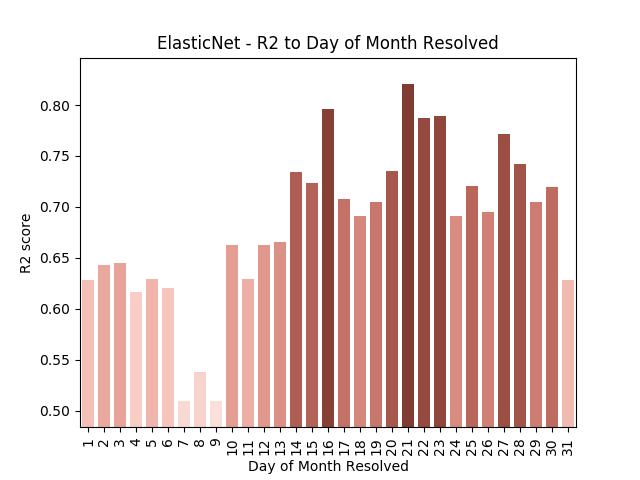 ElasticNet - R2 to Day of Month Resolved
R2 score
0.80
0.75
0.70
0.65
0.60
0.55
0.50
1 2 3 4 5 6 7 8 9 10 11 12 13 14 15 16 17 18 19 20 21 22 23 24 25 26 27 28 29 30 31
Day of Month Resolved